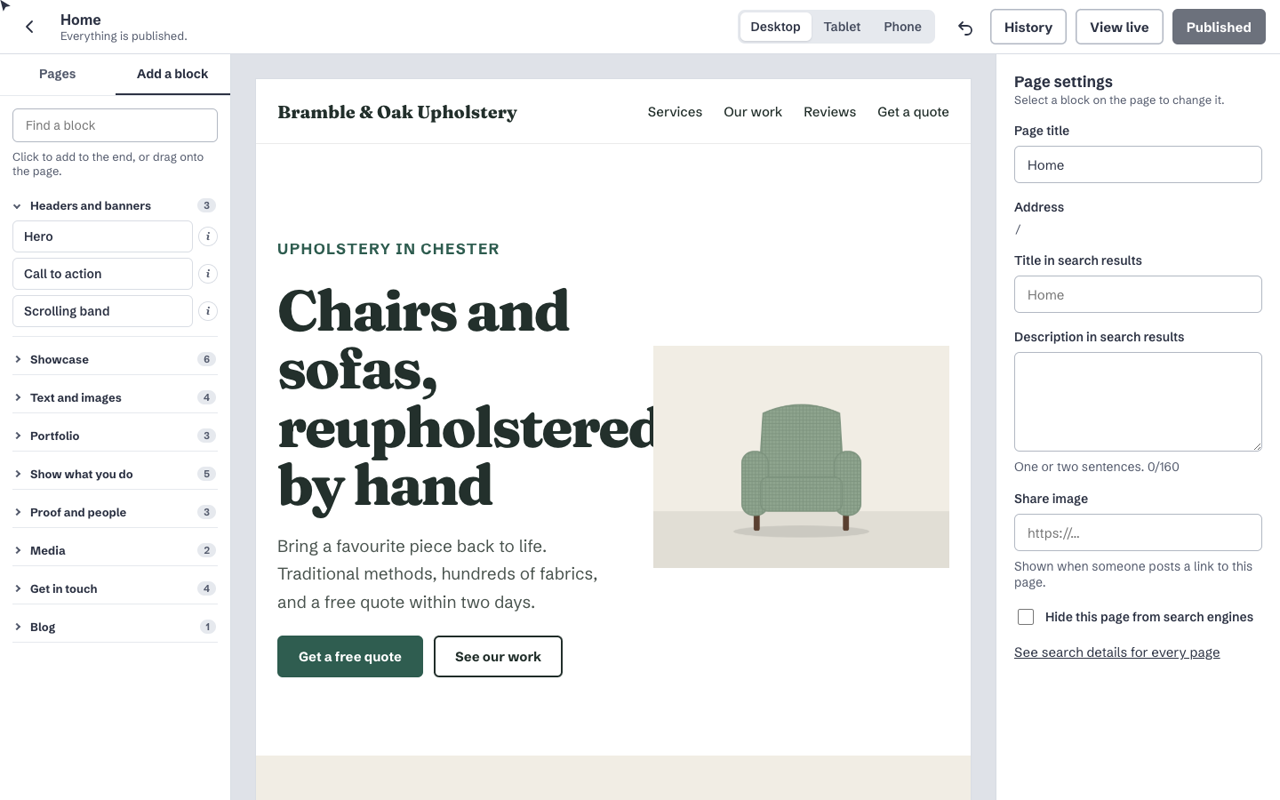 Home
Everything is published.
Desktop
Tablet
Phone
History
View live
Published
Pages
Add a block
Find a block
Click to add to the end, or drag onto
the page.
Headers and banners
3
Hero
i
Call to action
i
Scrolling band
i
Showcase
6
Text and images
4
Portfolio
3
Show what you do
5
Proof and people
3
Media
2
Get in touch
4
Blog
1
Bramble & Oak Upholstery
Services
Our work
Reviews
Get a quote
UPHOLSTERY IN CHESTER
Chairs and
sofas,
reupholstered
by hand
Bring a favourite piece back to life.
Traditional methods, hundreds of fabrics,
and a free quote within two days.
Get a free quote
See our work
Page settings
Select a block on the page to change it.
Page title
Home
Address
/
Title in search results
Home
Description in search results
One or two sentences. 0/160
Share image
https://…
Shown when someone posts a link to this
page.
Hide this page from search engines
See search details for every page